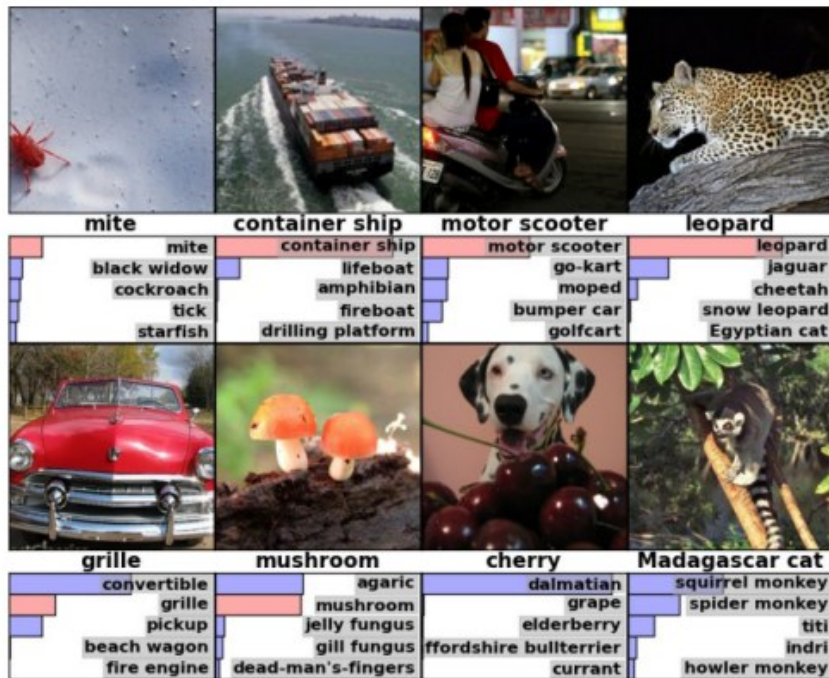 mite
container ship
motor scooter
leopard
mite
black widow
cockroach
tick
starfish
container ship
lifeboat
amphibian
fireboat
drilling platform
motor scooter
go-kart
moped
bumper car
golfcart
leopard
jaguar
cheetah
snow leopard
Egyptian cat
grille
mushroom
cherry
Madagascar cat
convertible
grille
pickup
beach wagon
fire engine
agaric
mushroom
jelly fungus
gill fungus
dead-man's-fingers
dalmatian
grape
elderberry
ffordshire bullterrier
currant
squirrel monkey
spider monkey
titi
indri
howler monkey